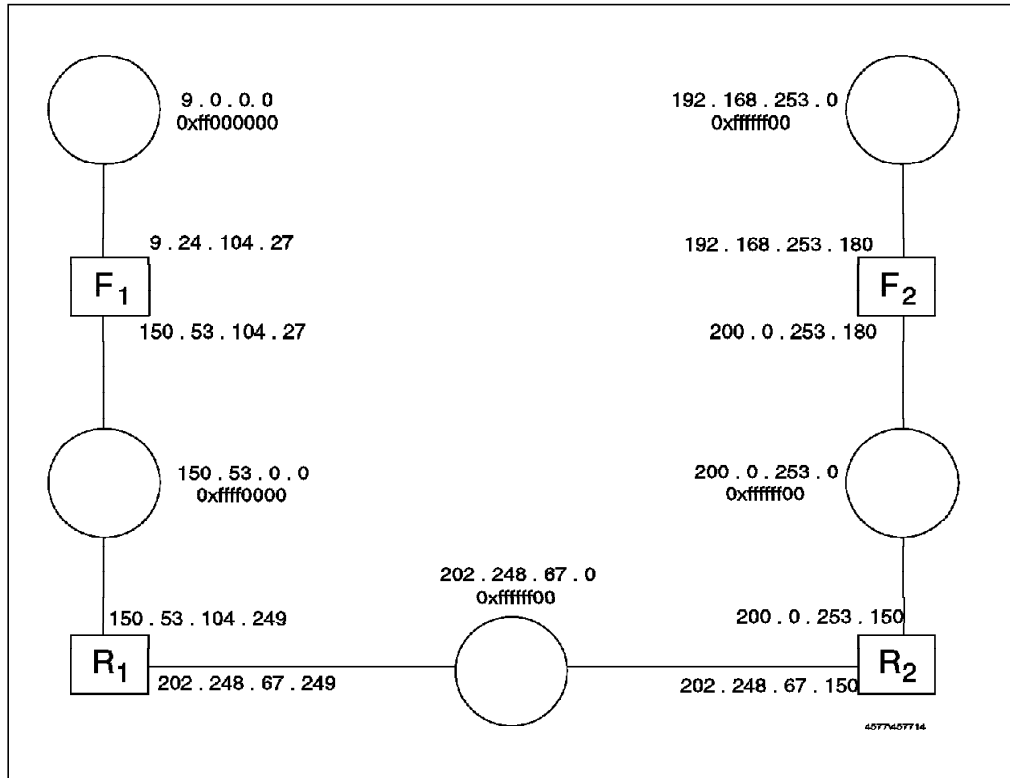 9 . 0 . 0 . 0
0xff000000
192 . 168 . 253 . 0
0xffffff00
9 . 24 . 104 . 27
192 . 168 . 253 . 180
F1
F2
150 . 53 . 104 . 27
200 . 0 . 253 . 180
150 . 53 . 0 . 0
0xffff0000
200 . 0 . 253 . 0
0xffffff00
202 . 248 . 67 . 0
0xffffff00
150 . 53 . 104 . 249
200 . 0 . 253 . 150
R1
R2
202 . 248 . 67 . 249
202 . 248 . 67 . 150
4577\457714